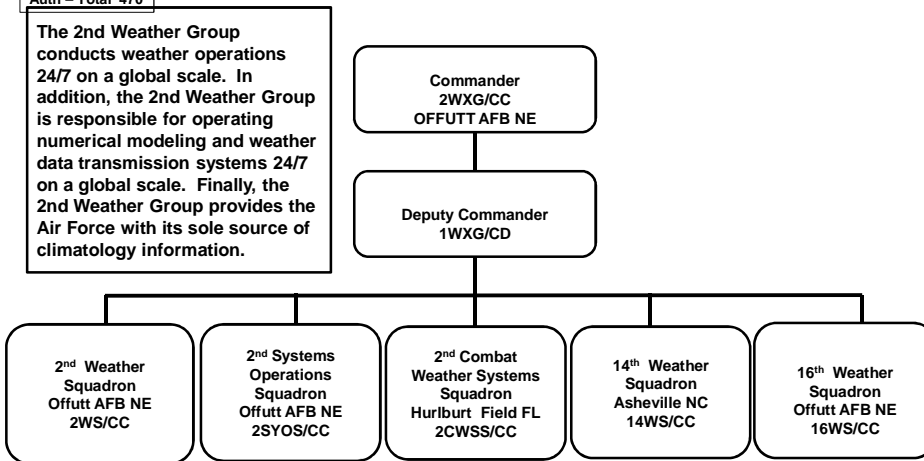 The 2nd Weather Group
conducts weather operations
24/7 on a global scale. In
addition, the 2nd Weather Group
is responsible for operating
numerical modeling and weather
data transmission systems 24/7
on a global scale. Finally, the
2nd Weather Group provides the
Air Force with its sole source of
climatology information.
Commander
2WXG/CC
OFFUTT AFB NE
Deputy Commander
1WXG/CD
2nd Weather
Squadron
Offutt AFB NE
2WS/CC
2nd Systems
Operations
Squadron
Offutt AFB NE
2SYOS/CC
2nd Combat
Weather Systems
Squadron
Hurlburt Field FL
2CWSS/CC
14th Weather
Squadron
Asheville NC
14WS/CC
16th Weather
Squadron
Offutt AFB NE
16WS/CC